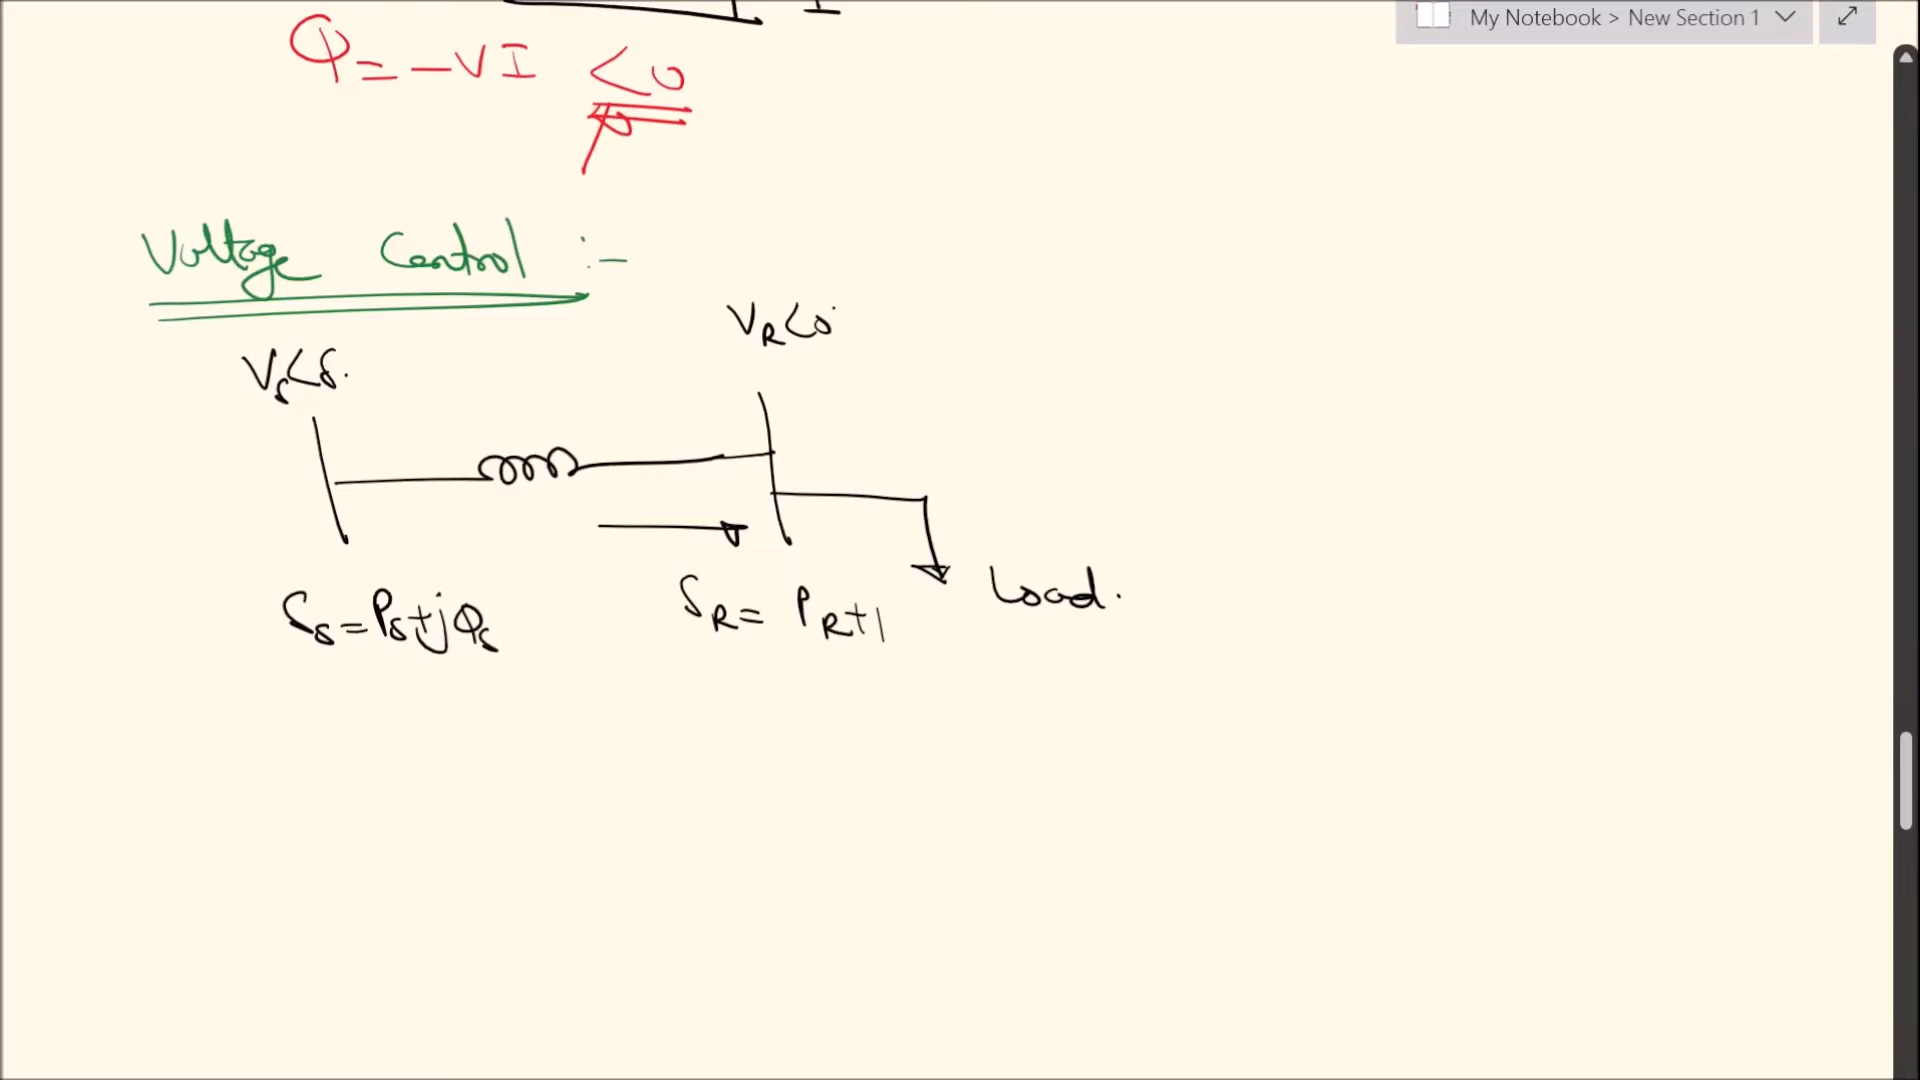 My Notebook > New Section 1
Q = -VI < 0
Voltage Control :-
V_R<0°
V_s<δ.
Load.
S_R = P_R+
S_s = P_s+jQ_s